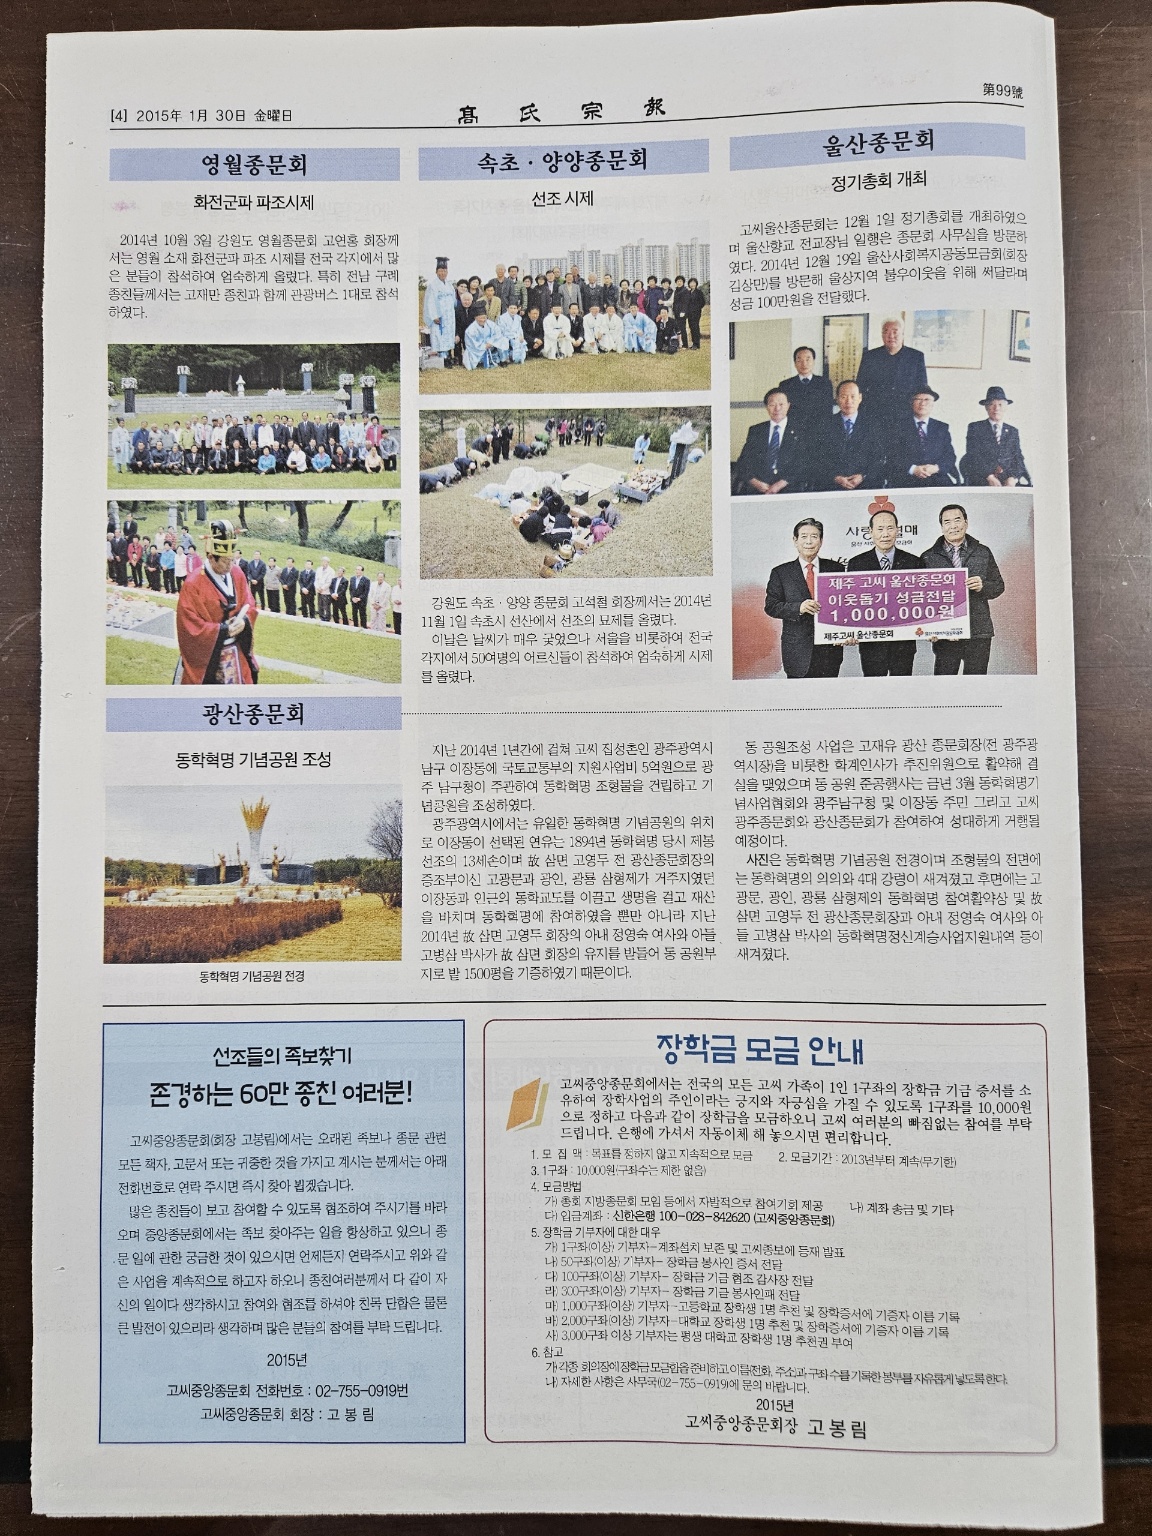 [4] 2015年 1月 30日 金曜日
髙氏宗報
第99號
영월종문회
화전군파 파조시제
2014년 10월 3일 강원도 영월종문회 고연홍 회장께
서는 영월 소재 화전군파 파조 시제를 전국 각지에서 많
은 분들이 참석하여 엄숙하게 올렸다. 특히 전남 구례
종친들께서는 고재만 종친과 함께 관광버스 1대로 참석
하였다.
속초 · 양양종문회
선조 시제
강원도 속초 · 양양 종문회 고석철 회장께서는 2014년
11월 1일 속초시 선산에서 선조의 묘제를 올렸다.
이날은 날씨가 매우 궂었으나 서울을 비롯하여 전국
각지에서 50여명의 어르신들이 참석하여 엄숙하게 시제
를 올렸다.
울산종문회
정기총회 개최
고씨울산종문회는 12월 1일 정기총회를 개최하였으
며 울산향교 전교장님 일행은 종문회 사무실을 방문하
였다. 2014년 12월 19일 울산사회복지공동모금회(회장
김상만)를 방문해 울상지역 불우이웃을 위해 써달라며
성금 100만원을 전달했다.
제주 고씨 울산종문회
이웃돕기 성금전달
1,000,000원
제주고씨 울산종문회
광산종문회
동학혁명 기념공원 조성
동학혁명 기념공원 전경
지난 2014년 1년간에 걸쳐 고씨 집성촌인 광주광역시
남구 이장동에 국토교통부의 지원사업비 5억원으로 광
주 남구청이 주관하여 동학혁명 조형물을 건립하고 기
념공원을 조성하였다.
광주광역시에서는 유일한 동학혁명 기념공원의 위치
로 이장동이 선택된 연유는 1894년 동학혁명 당시 제봉
선조의 13세손이며 故 삼면 고영두 전 광산종문회장의
증조부이신 고광문과 광인, 광룡 삼형제가 거주지였던
이장동과 인근의 동학교도를 이끌고 생명을 걸고 재산
을 바치며 동학혁명에 참여하였을 뿐만 아니라 지난
2014년 故 삼면 고영두 회장의 아내 정영숙 여사와 아들
고병삼 박사가 故 삼면 회장의 유지를 받들어 동 공원부
지로 밭 1500평을 기증하였기 때문이다.
동 공원조성 사업은 고재유 광산 종문회장(전 광주광
역시장)을 비롯한 학계인사가 추진위원으로 활약해 결
실을 맺었으며 동 공원 준공행사는 금년 3월 동학혁명기
념사업협회와 광주남구청 및 이장동 주민 그리고 고씨
광주종문회와 광산종문회가 참여하여 성대하게 거행될
예정이다.
사진은 동학혁명 기념공원 전경이며 조형물의 전면에
는 동학혁명의 의의와 4대 강령이 새겨졌고 후면에는 고
광문, 광인, 광룡 삼형제의 동학혁명 참여활약상 및 故
삼면 고영두 전 광산종문회장과 아내 정영숙 여사와 아
들 고병삼 박사의 동학혁명정신계승사업지원내역 등이
새겨졌다.
선조들의 족보찾기
존경하는 60만 종친 여러분!
고씨중앙종문회(회장 고봉림)에서는 오래된 족보나 종문 관련
모든 책자, 고문서 또는 귀중한 것을 가지고 계시는 분께서는 아래
전화번호로 연락 주시면 즉시 찾아 뵙겠습니다.
많은 종친들이 보고 참여할 수 있도록 협조하여 주시기를 바라
오며 중앙종문회에서는 족보 찾아주는 일을 항상하고 있으니 종
문 일에 관한 궁금한 것이 있으시면 언제든지 연락주시고 위와 같
은 사업을 계속적으로 하고자 하오니 종친여러분께서 다 같이 자
신의 일이다 생각하시고 참여와 협조를 하셔야 친목 단합은 물론
큰 발전이 있으리라 생각하며 많은 분들의 참여를 부탁 드립니다.
2015년
고씨중앙종문회 전화번호 : 02-755-0919번
고씨중앙종문회 회장 : 고 봉 림
장학금 모금 안내
고씨중앙종문회에서는 전국의 모든 고씨 가족이 1인 1구좌의 장학금 기금 증서를 소
유하여 장학사업의 주인이라는 긍지와 자긍심을 가질 수 있도록 1구좌를 10,000원
으로 정하고 다음과 같이 장학금을 모금하오니 고씨 여러분의 빠짐없는 참여를 부탁
드립니다. 은행에 가셔서 자동이체 해 놓으시면 편리합니다.
1. 모 집 액 : 목표를 정하지 않고 지속적으로 모금 2. 모금기간 : 2013년부터 계속(무기한)
3. 1구좌 : 10,000원(구좌수는 제한 없음)
4. 모금방법
가) 총회 지방종문회 모임 등에서 자발적으로 참여기회 제공 나) 계좌 송금 및 기타
다) 입금계좌 : 신한은행 100-028-842620 (고씨중앙종문회)
5. 장학금 기부자에 대한 대우
가) 1구좌(이상) 기부자-계좌설치 보존 및 고씨종보에 등재 발표
나) 50구좌(이상) 기부자- 장학금 봉사인 증서 전달
다) 100구좌(이상) 기부자- 장학금 기금 협조 감사장 전달
라) 300구좌(이상) 기부자- 장학금 기금 봉사인패 전달
마) 1,000구좌(이상) 기부자-고등학교 장학생 1명 추천 및 장학증서에 기증자 이름 기록
바) 2,000구좌(이상) 기부자-대학교 장학생 1명 추천 및 장학증서에 기증자 이름 기록
사) 3,000구좌 이상 기부자는 평생 대학교 장학생 1명 추천권 부여
6. 참고
가) 각종 회의장에 장학금 모금함을 준비하고 이름(전화, 주소)과 구좌 수를 기록한 봉투를 자유롭게 넣도록 한다.
나) 자세한 사항은 사무국(02-755-0919)에 문의 바랍니다.
2015년
고씨중앙종문회장 고 봉 림